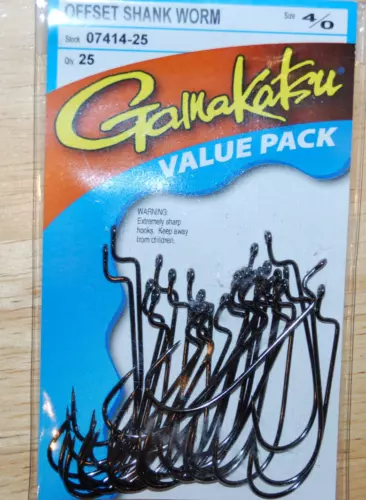 OFFSET SHANK WORM Size 4/0
Stock 07414-25
Qty. 25
Gamakatsu
VALUE PACK
WARNING:
Extremely sharp
hooks. Keep away
from children.